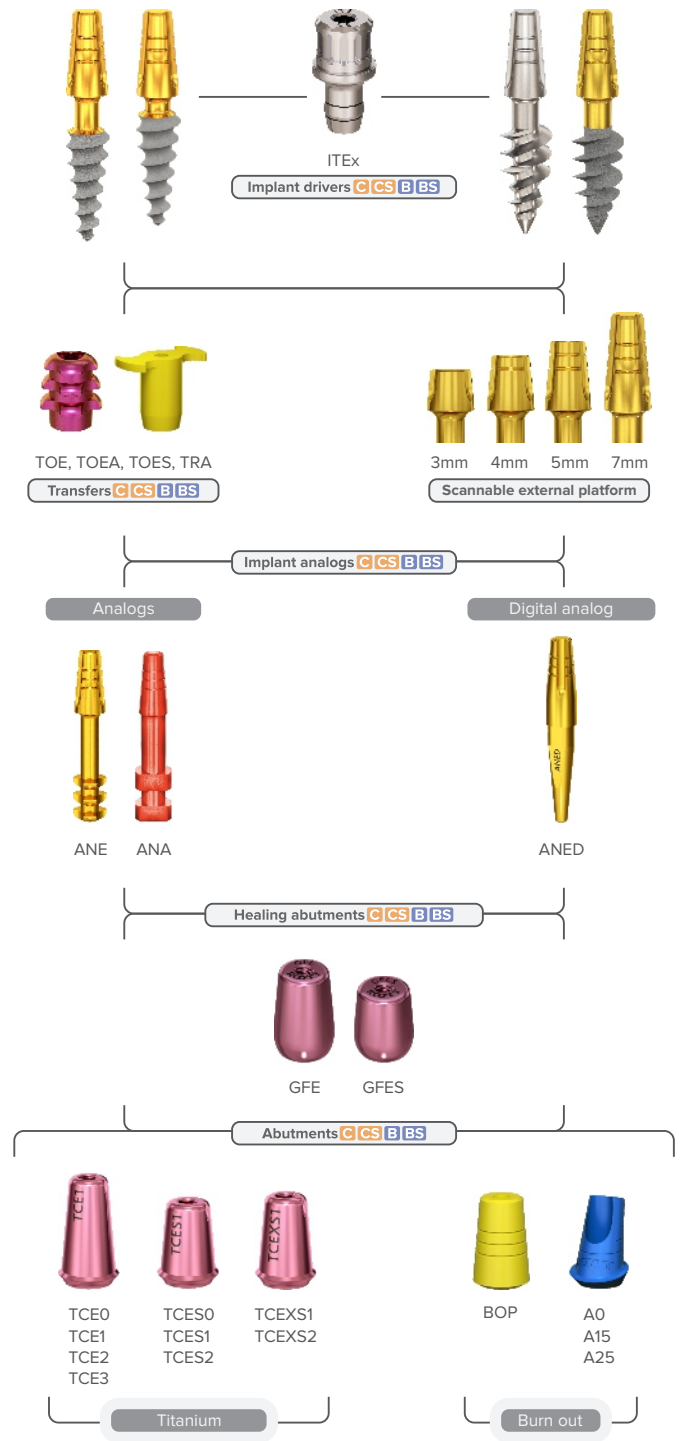 ITEx
Implant drivers C CS B BS
TOE, TOEA, TOES, TRA
Transfers C CS B BS
3mm 4mm 5mm 7mm
Scannable external platform
Implant analogs C CS B BS
Analogs
Digital analog
ANED
ANE ANA
ANED
Healing abutments C CS B BS
GFE
GFES
GFE GFES
Abutments C CS B BS
TCE1
TCES1
TCEXS1
TCE0
TCE1
TCE2
TCE3
TCES0
TCES1
TCES2
TCEXS1
TCEXS2
BOP
A0
A15
A25
Titanium
Burn out